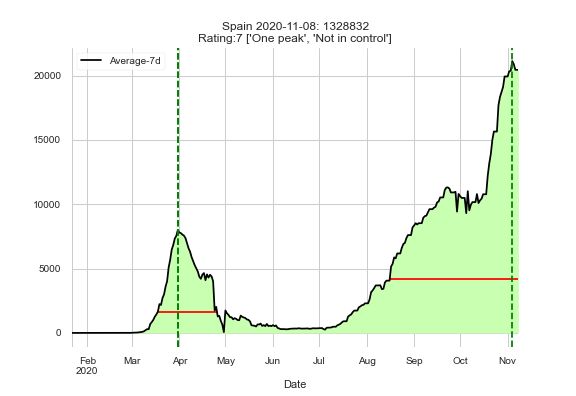 Spain 2020-11-08: 1328832
Rating:7 ['One peak', 'Not in control']
Average-7d
20000
15000
10000
5000
0
Feb Mar Apr May Jun Jul Aug Sep Oct Nov
2020
Date